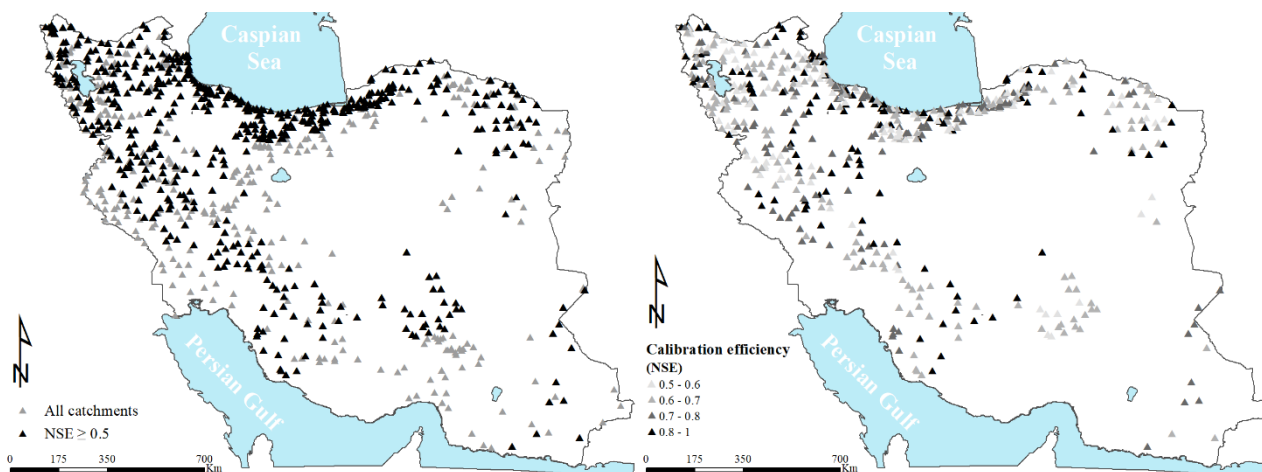 Caspian
Sea
Persian Gulf
N
All catchments
NSE ≥ 0.5
0 175 350 700
Km
Caspian
Sea
Persian Gulf
N
Calibration efficiency
(NSE)
0.5 - 0.6
0.6 - 0.7
0.7 - 0.8
0.8 - 1
0 175 350 700
Km